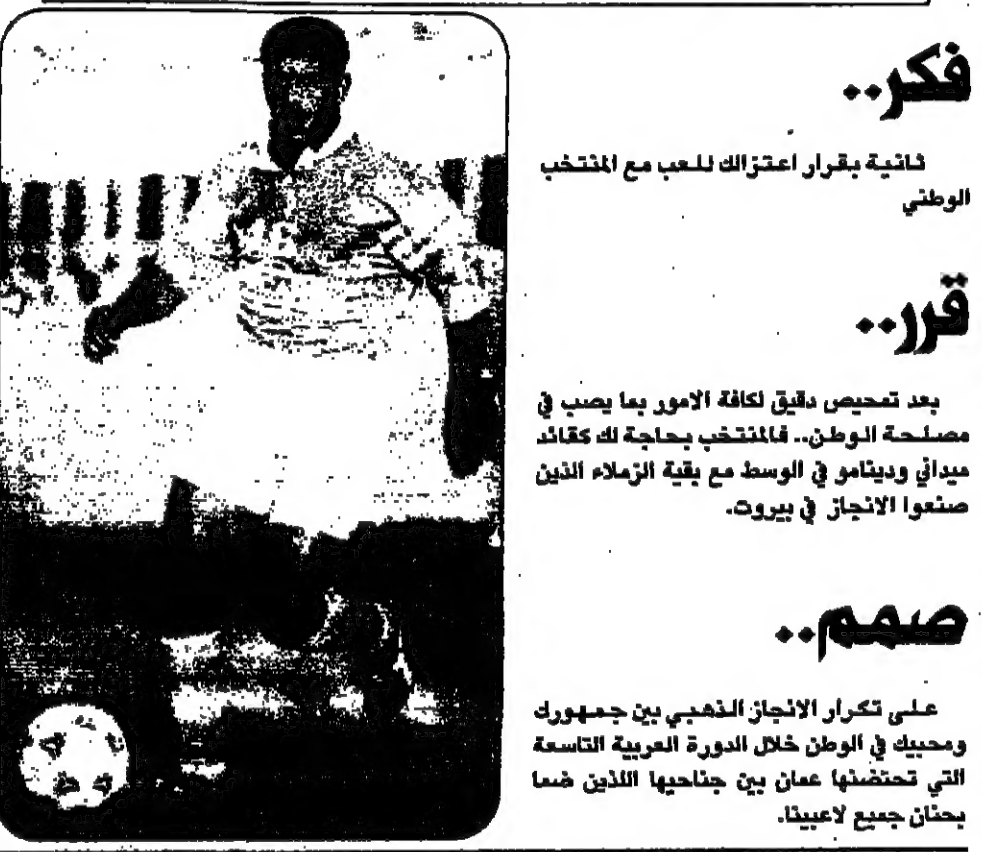 فكر..
ثانية بقرار اعتزالك للعب مع المنتخب
الوطني
قرر..
بعد تمحيص دقيق لكافة الامور بما يصب في
مصلحة الوطن.. فالمنتخب بحاجة لك كقائد
ميداني ودينامو في الوسط مع بقية الزملاء الذين
صنعوا الانجاز في بيروت.
صمم..
على تكرار الانجاز الذهبي بين جمهورك
ومحبيك في الوطن خلال الدورة العربية التاسعة
التي تحتضنها عمان بين جناحيها اللذين ضما
بحنان جميع لاعبينا.